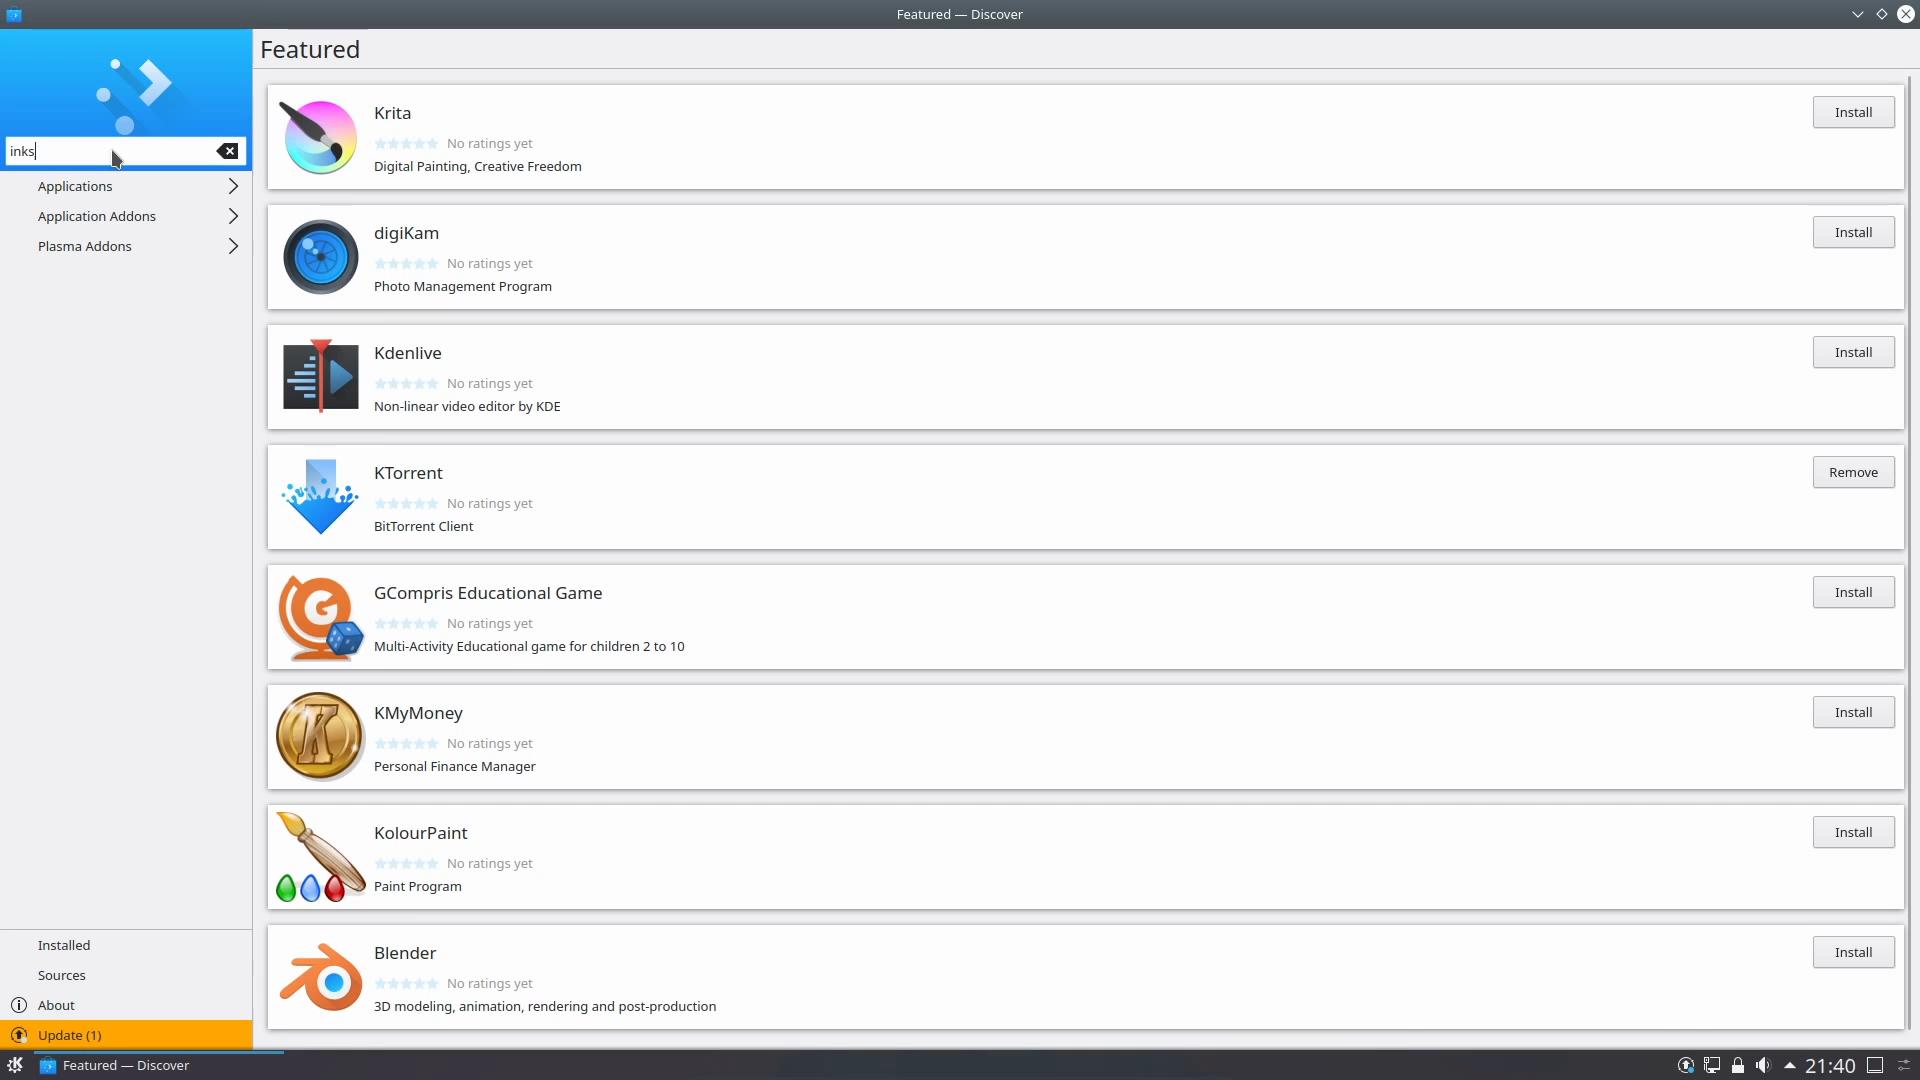 Featured — Discover
inks
Applications
Application Addons
Plasma Addons
Installed
Sources
About
Update (1)
Featured
Krita
No ratings yet
Digital Painting, Creative Freedom
Install
digiKam
No ratings yet
Photo Management Program
Install
Kdenlive
No ratings yet
Non-linear video editor by KDE
Install
KTorrent
No ratings yet
BitTorrent Client
Remove
GCompris Educational Game
No ratings yet
Multi-Activity Educational game for children 2 to 10
Install
KMyMoney
No ratings yet
Personal Finance Manager
Install
KolourPaint
No ratings yet
Paint Program
Install
Blender
No ratings yet
3D modeling, animation, rendering and post-production
Install
Featured — Discover
21:40